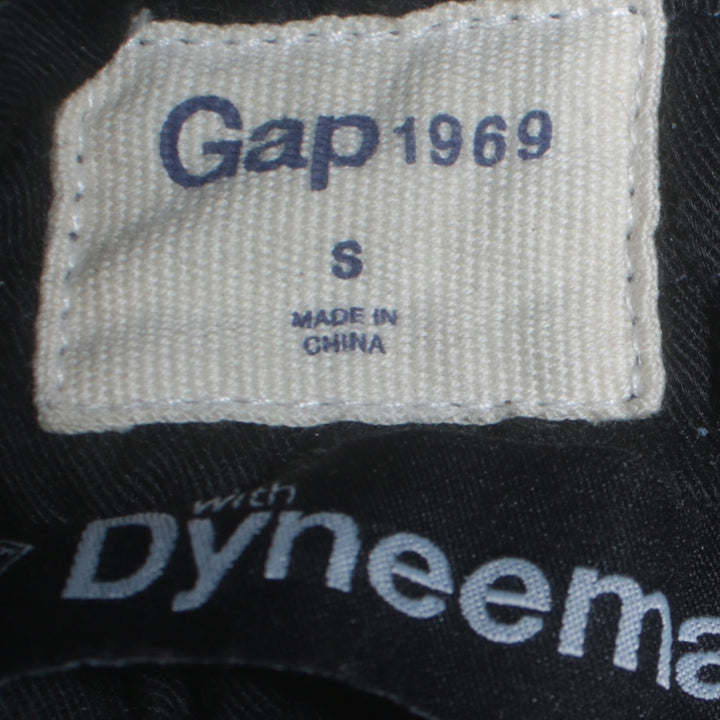 Gap 1969
S
MADE IN
CHINA
with
Dyneema